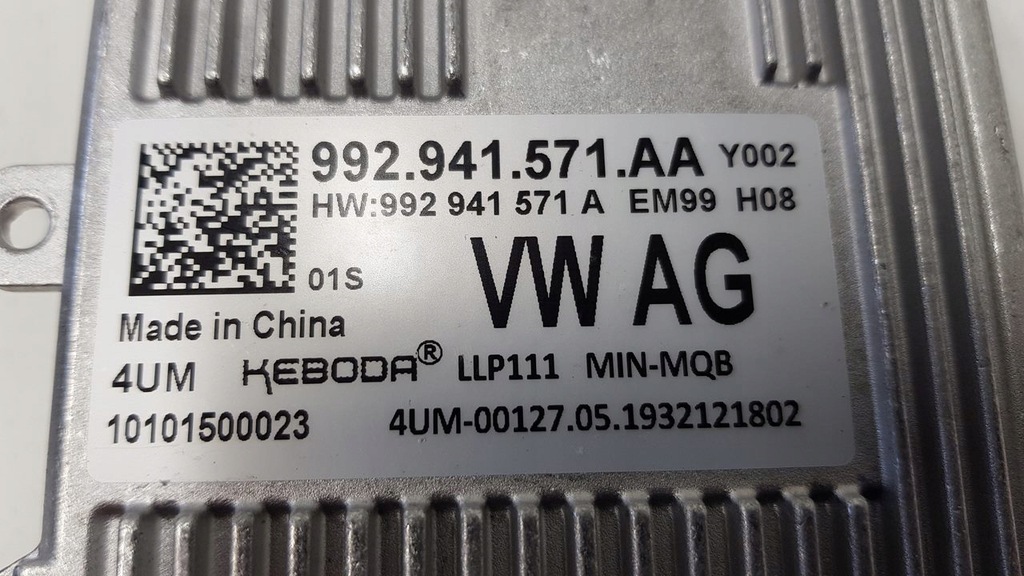 992.941.571.AA Y002
HW:992 941 571 A EM99 H08
01S
VW AG
Made in China
4UM KEBODA® LLP111 MIN-MQB
10101500023 4UM-00127.05.1932121802